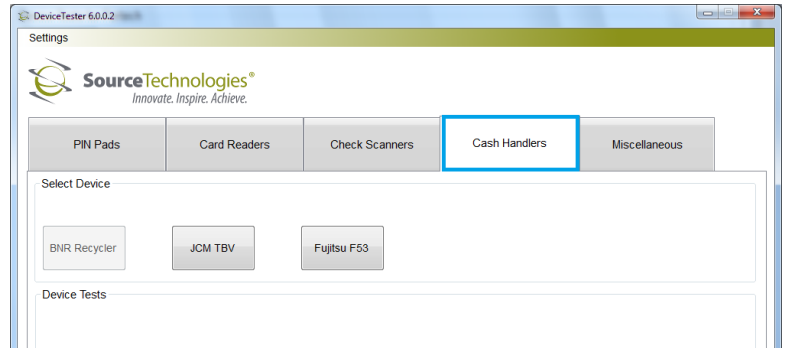 DeviceTester 6.0.0.2
Settings
SourceTechnologies®
Innovate. Inspire. Achieve.
PIN Pads Card Readers Check Scanners Cash Handlers Miscellaneous
Select Device
BNR Recycler JCM TBV Fujitsu F53
Device Tests